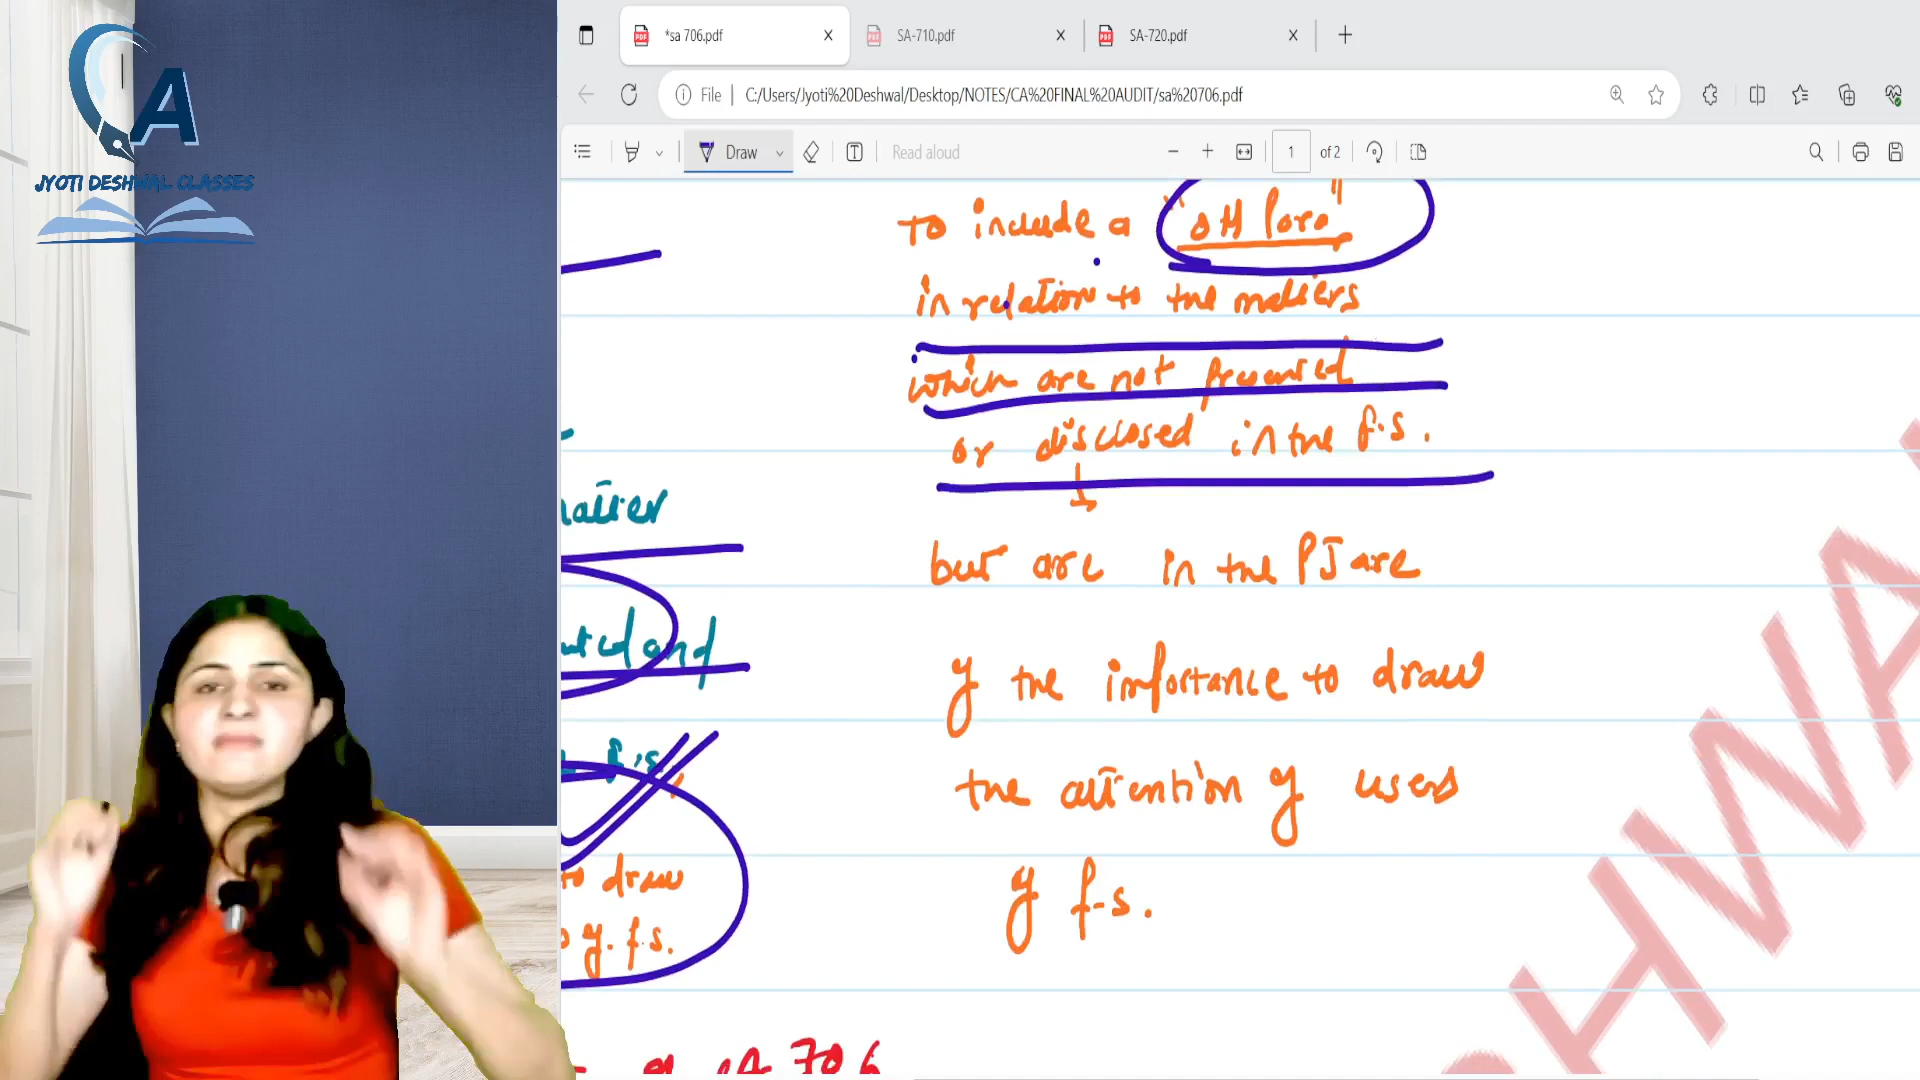 A
JYOTI DESHWAL CLASSES
*sa 706.pdf
SA-710.pdf
SA-720.pdf
File
C:/Users/Jyoti%20Deshwal/Desktop/NOTES/CA%20FINAL%20AUDIT/sa%20706.pdf
Draw
Read aloud
1 of 2
to include a "OM Para"
in relation to the matters
which are not presented
or disclosed in the f.s.
but are in the PJ are
of the importance to draw
the attention of users
of f.s.
matter
and
f.s.
to draw
of f.s.
SA 706
HWA